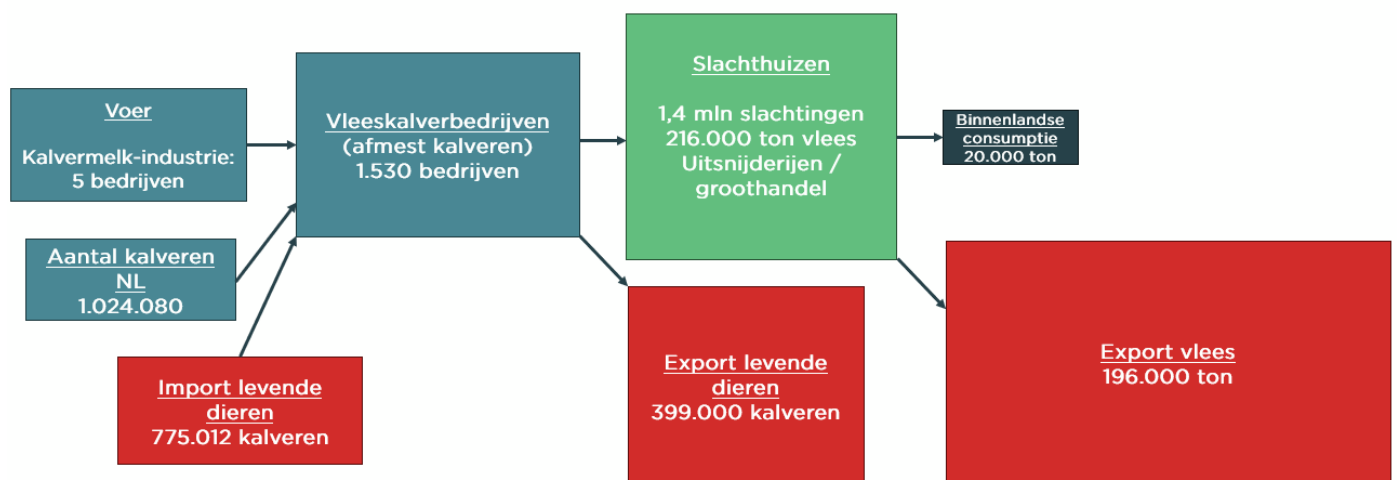 Voer
Kalvermelk-industrie:
5 bedrijven
Aantal kalveren
NL
1.024.080
Import levende
dieren
775.012 kalveren
Vleeskalverbedrijven
(afmest kalveren)
1.530 bedrijven
Slachthuizen
1,4 mln slachtingen
216.000 ton vlees
Uitsnijderijen /
groothandel
Export levende
dieren
399.000 kalveren
Binnenlandse
consumptie
20.000 ton
Export vlees
196.000 ton